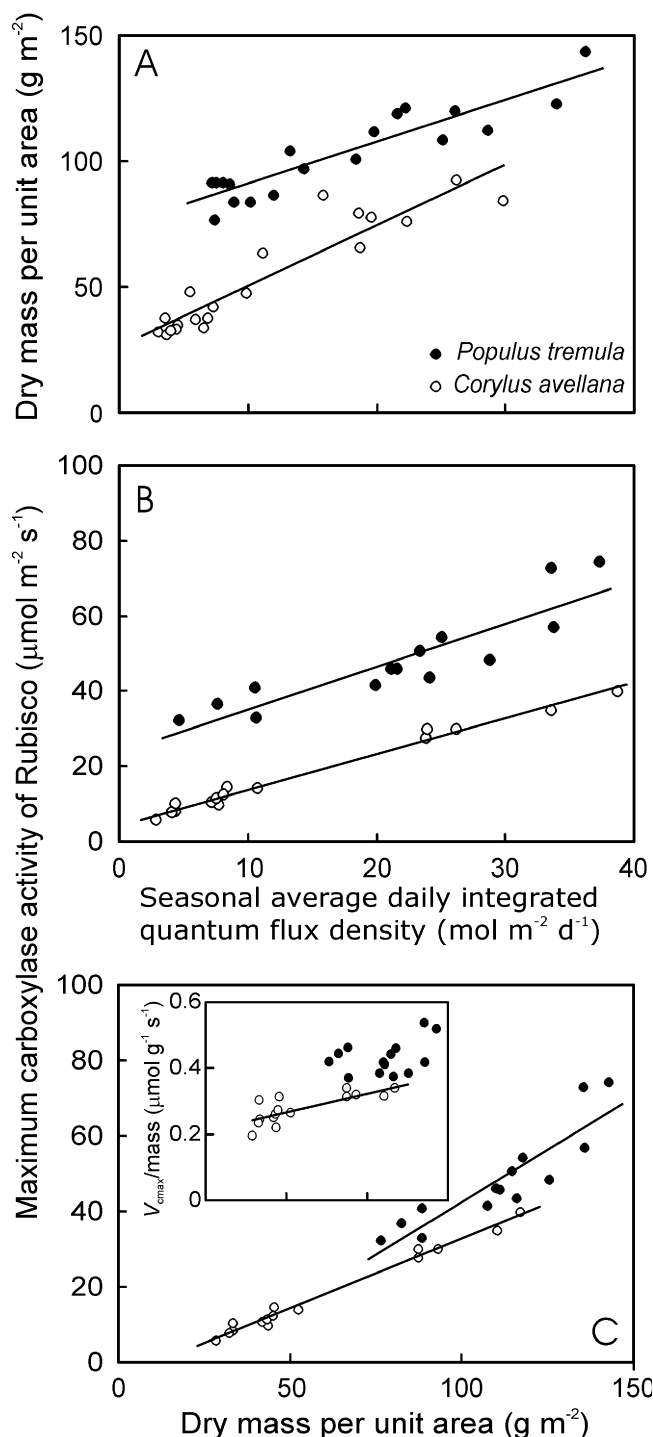 Dry mass per unit area (g m⁻²)
A
150
100
50
0
Populus tremula
Corylus avellana
Maximum carboxylase activity of Rubisco (μmol m⁻² s⁻¹)
B
100
80
60
40
20
0
0 10 20 30 40
Seasonal average daily integrated
quantum flux density (mol m⁻² d⁻¹)
100
80
60
40
20
0
Vcmax/mass (μmol g⁻¹ s⁻¹)
0.6
0.4
0.2
0
C
0 50 100 150
Dry mass per unit area (g m⁻²)